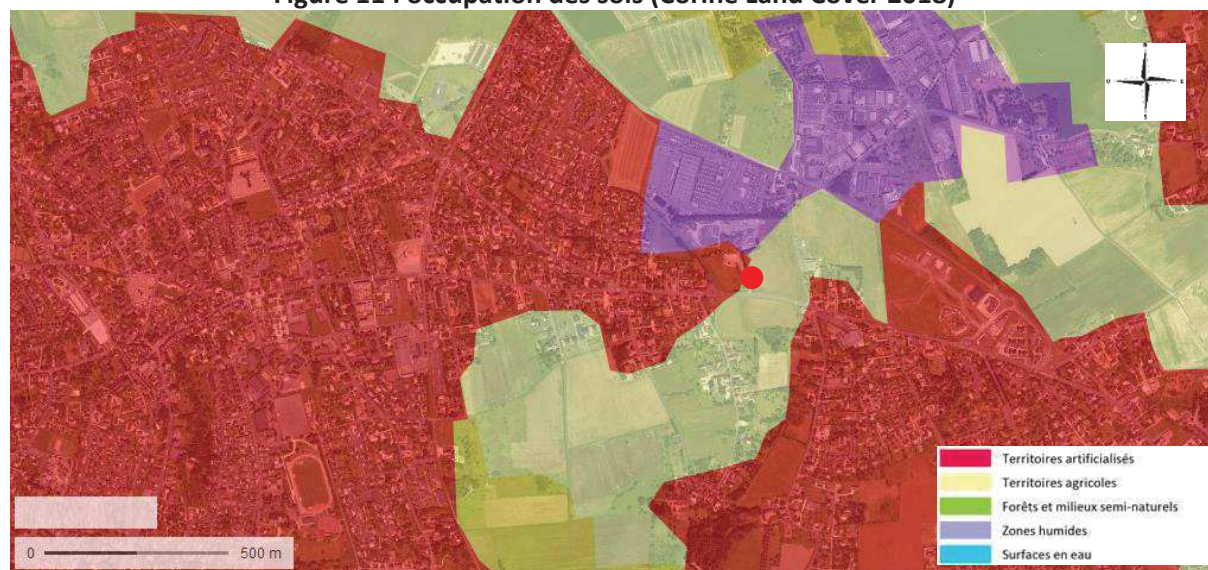 Figure 11 : occupation des sols (Corine Land Cover 2018)
Territoires artificialisés
Territoires agricoles
Forêts et milieux semi-naturels
Zones humides
Surfaces en eau
0 500 m